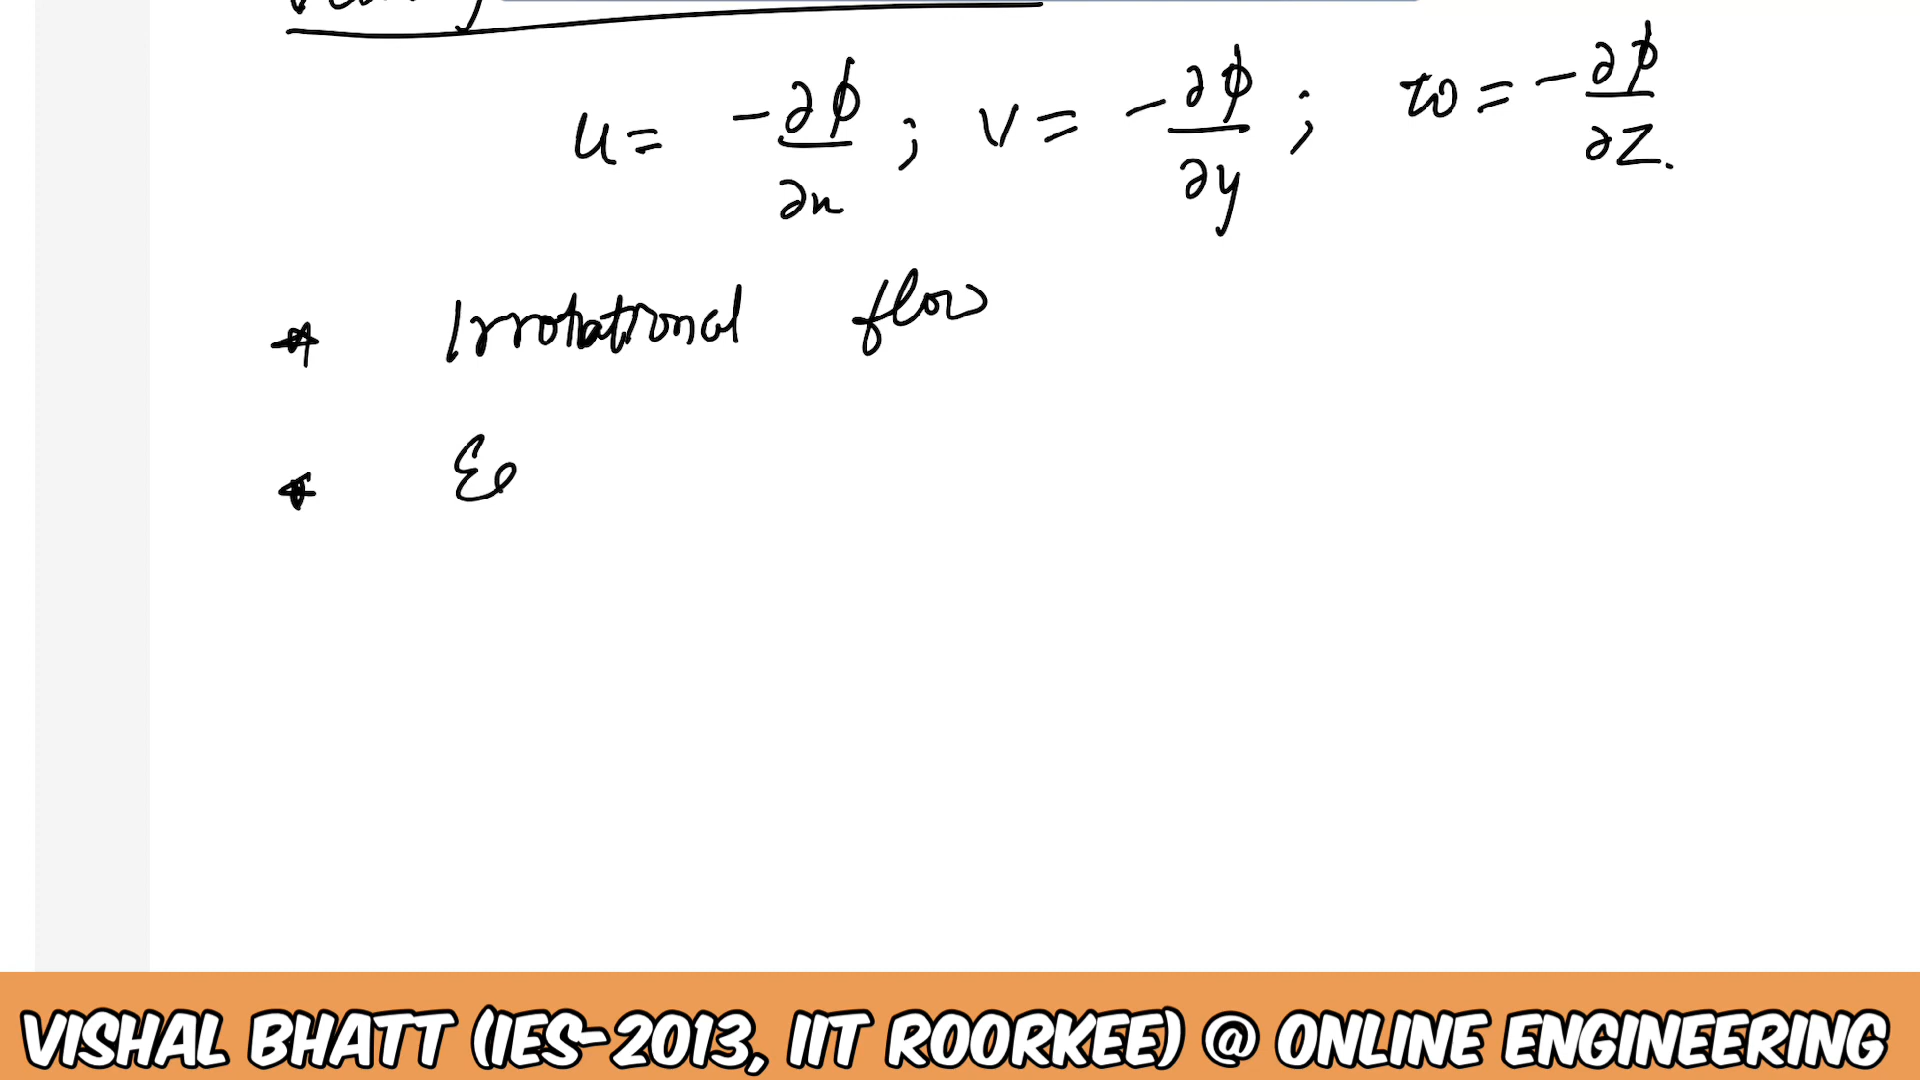 u = -∂φ/∂x ; v = -∂φ/∂y ; w = -∂φ/∂z.
* Irrotational flow
*
VISHAL BHATT (IES-2013, IIT ROORKEE) @ ONLINE ENGINEERING